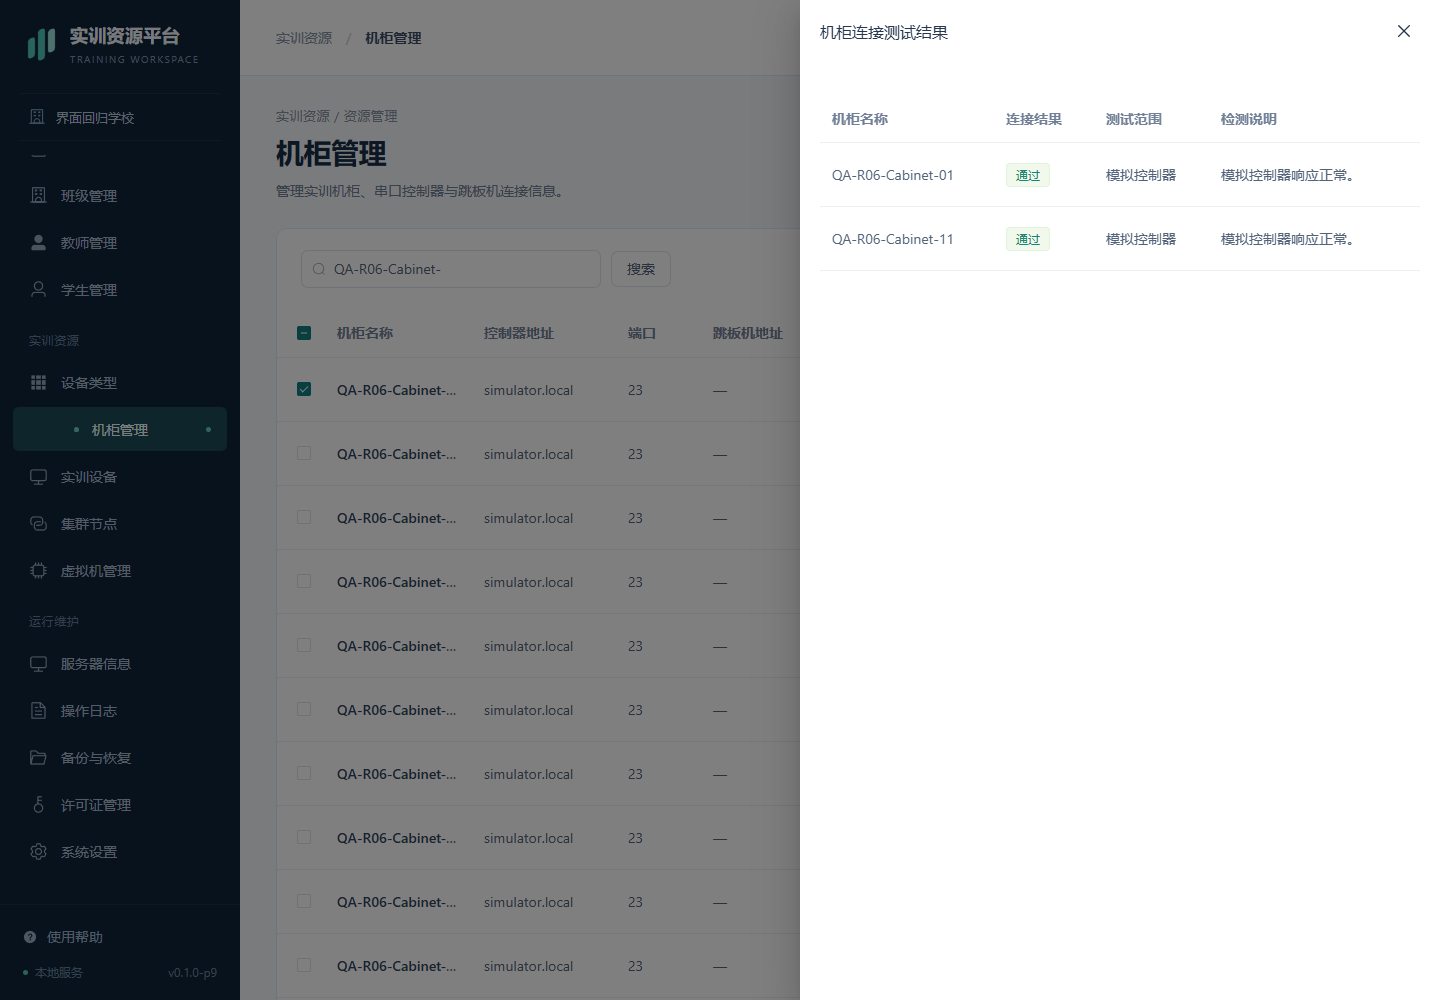 实训资源平台
TRAINING WORKSPACE
界面回归学校
班级管理
教师管理
学生管理
实训资源
设备类型
机柜管理
实训设备
集群节点
虚拟机管理
运行维护
服务器信息
操作日志
备份与恢复
许可证管理
系统设置
使用帮助
本地服务 v0.1.0-p9
实训资源 / 机柜管理
实训资源 / 资源管理
机柜管理
管理实训机柜、串口控制器与跳板机连接信息。
QA-R06-Cabinet- 搜索
机柜名称 控制器地址 端口 跳板机地址
QA-R06-Cabinet-... simulator.local 23 —
QA-R06-Cabinet-... simulator.local 23 —
QA-R06-Cabinet-... simulator.local 23 —
QA-R06-Cabinet-... simulator.local 23 —
QA-R06-Cabinet-... simulator.local 23 —
QA-R06-Cabinet-... simulator.local 23 —
QA-R06-Cabinet-... simulator.local 23 —
QA-R06-Cabinet-... simulator.local 23 —
QA-R06-Cabinet-... simulator.local 23 —
QA-R06-Cabinet-... simulator.local 23 —
机柜连接测试结果
机柜名称 连接结果 测试范围 检测说明
QA-R06-Cabinet-01 通过 模拟控制器 模拟控制器响应正常。
QA-R06-Cabinet-11 通过 模拟控制器 模拟控制器响应正常。